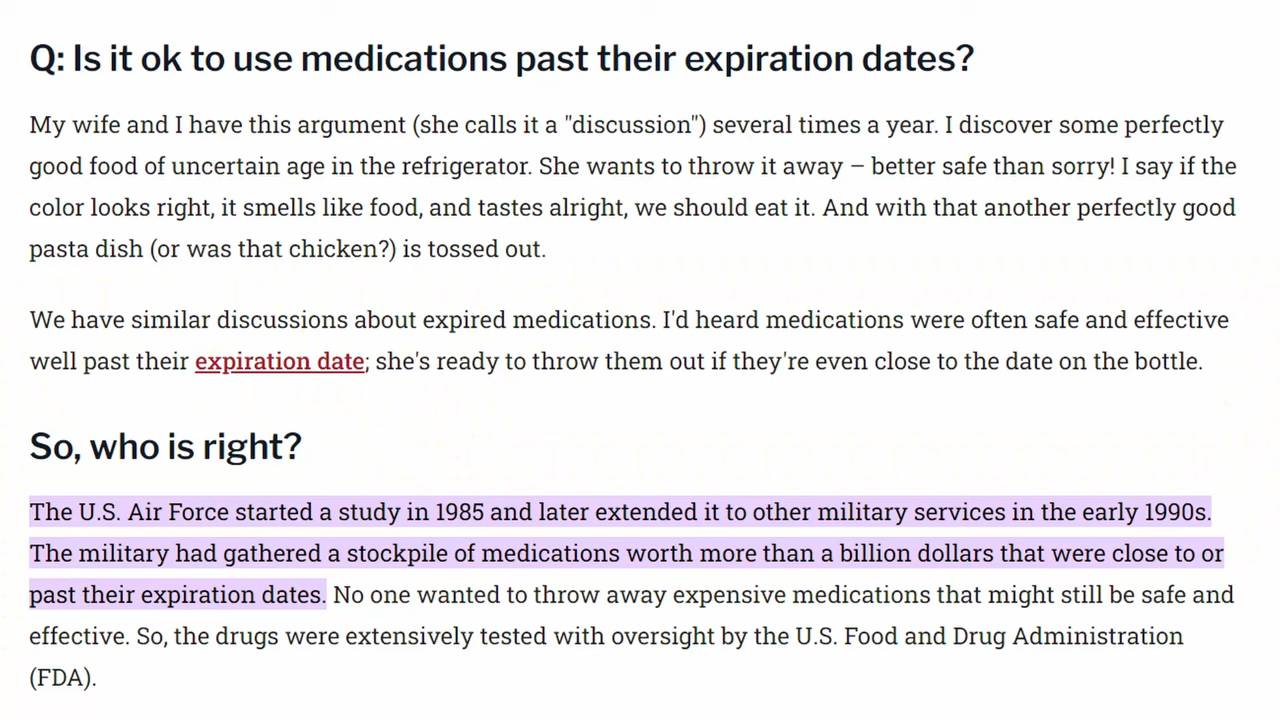 Q: Is it ok to use medications past their expiration dates?
My wife and I have this argument (she calls it a "discussion") several times a year. I discover some perfectly
good food of uncertain age in the refrigerator. She wants to throw it away – better safe than sorry! I say if the
color looks right, it smells like food, and tastes alright, we should eat it. And with that another perfectly good
pasta dish (or was that chicken?) is tossed out.
We have similar discussions about expired medications. I'd heard medications were often safe and effective
well past their expiration date; she's ready to throw them out if they're even close to the date on the bottle.
So, who is right?
The U.S. Air Force started a study in 1985 and later extended it to other military services in the early 1990s.
The military had gathered a stockpile of medications worth more than a billion dollars that were close to or
past their expiration dates. No one wanted to throw away expensive medications that might still be safe and
effective. So, the drugs were extensively tested with oversight by the U.S. Food and Drug Administration
(FDA).